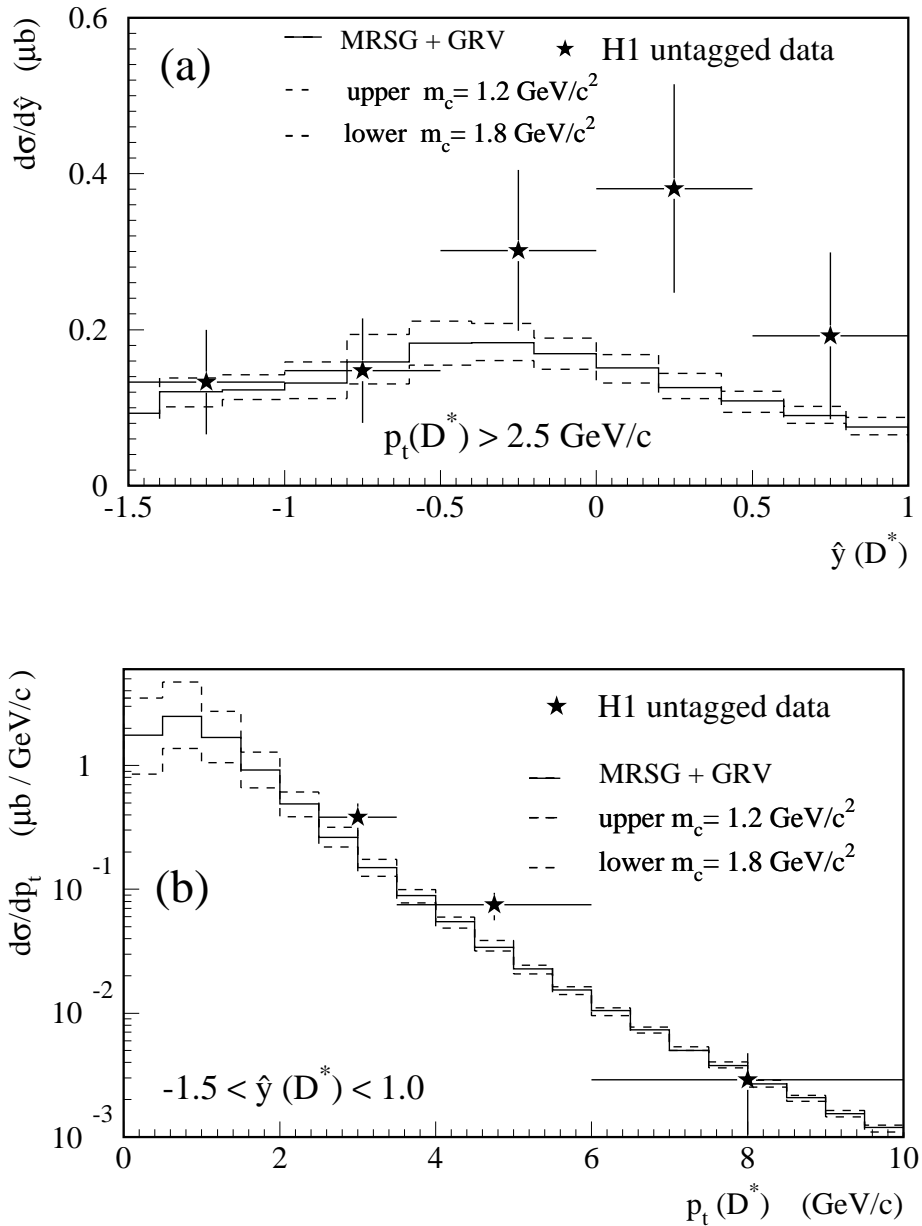 (a)
MRSG + GRV
H1 untagged data
upper m_c= 1.2 GeV/c^2
lower m_c= 1.8 GeV/c^2
dσ/dŷ (μb)
0.6
0.4
0.2
0
p_t(D^*) > 2.5 GeV/c
-1.5 -1 -0.5 0 0.5 1
ŷ (D^*)
H1 untagged data
MRSG + GRV
upper m_c= 1.2 GeV/c^2
lower m_c= 1.8 GeV/c^2
dσ/dp_t (μb / GeV/c)
1
10^-1
10^-2
10^-3
(b)
-1.5 < ŷ (D^*) < 1.0
0 2 4 6 8 10
p_t (D^*) (GeV/c)